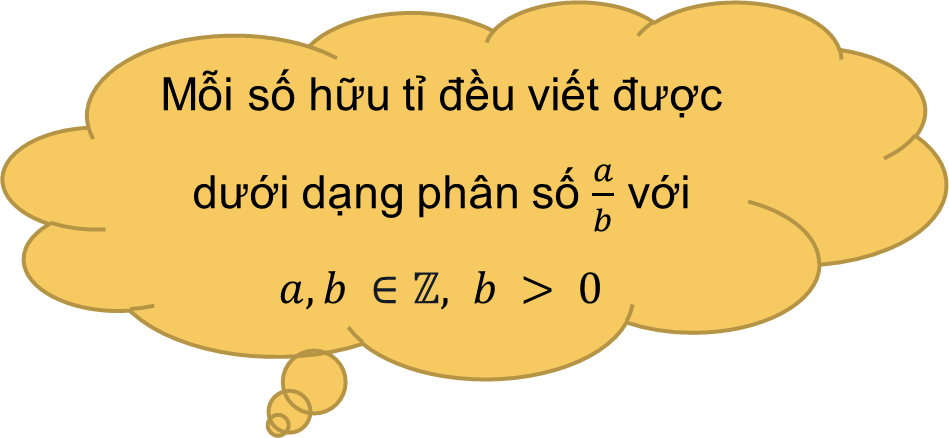 Mỗi số hữu tỉ đều viết được
dưới dạng phân số a/b với
a, b ∈ ℤ, b > 0